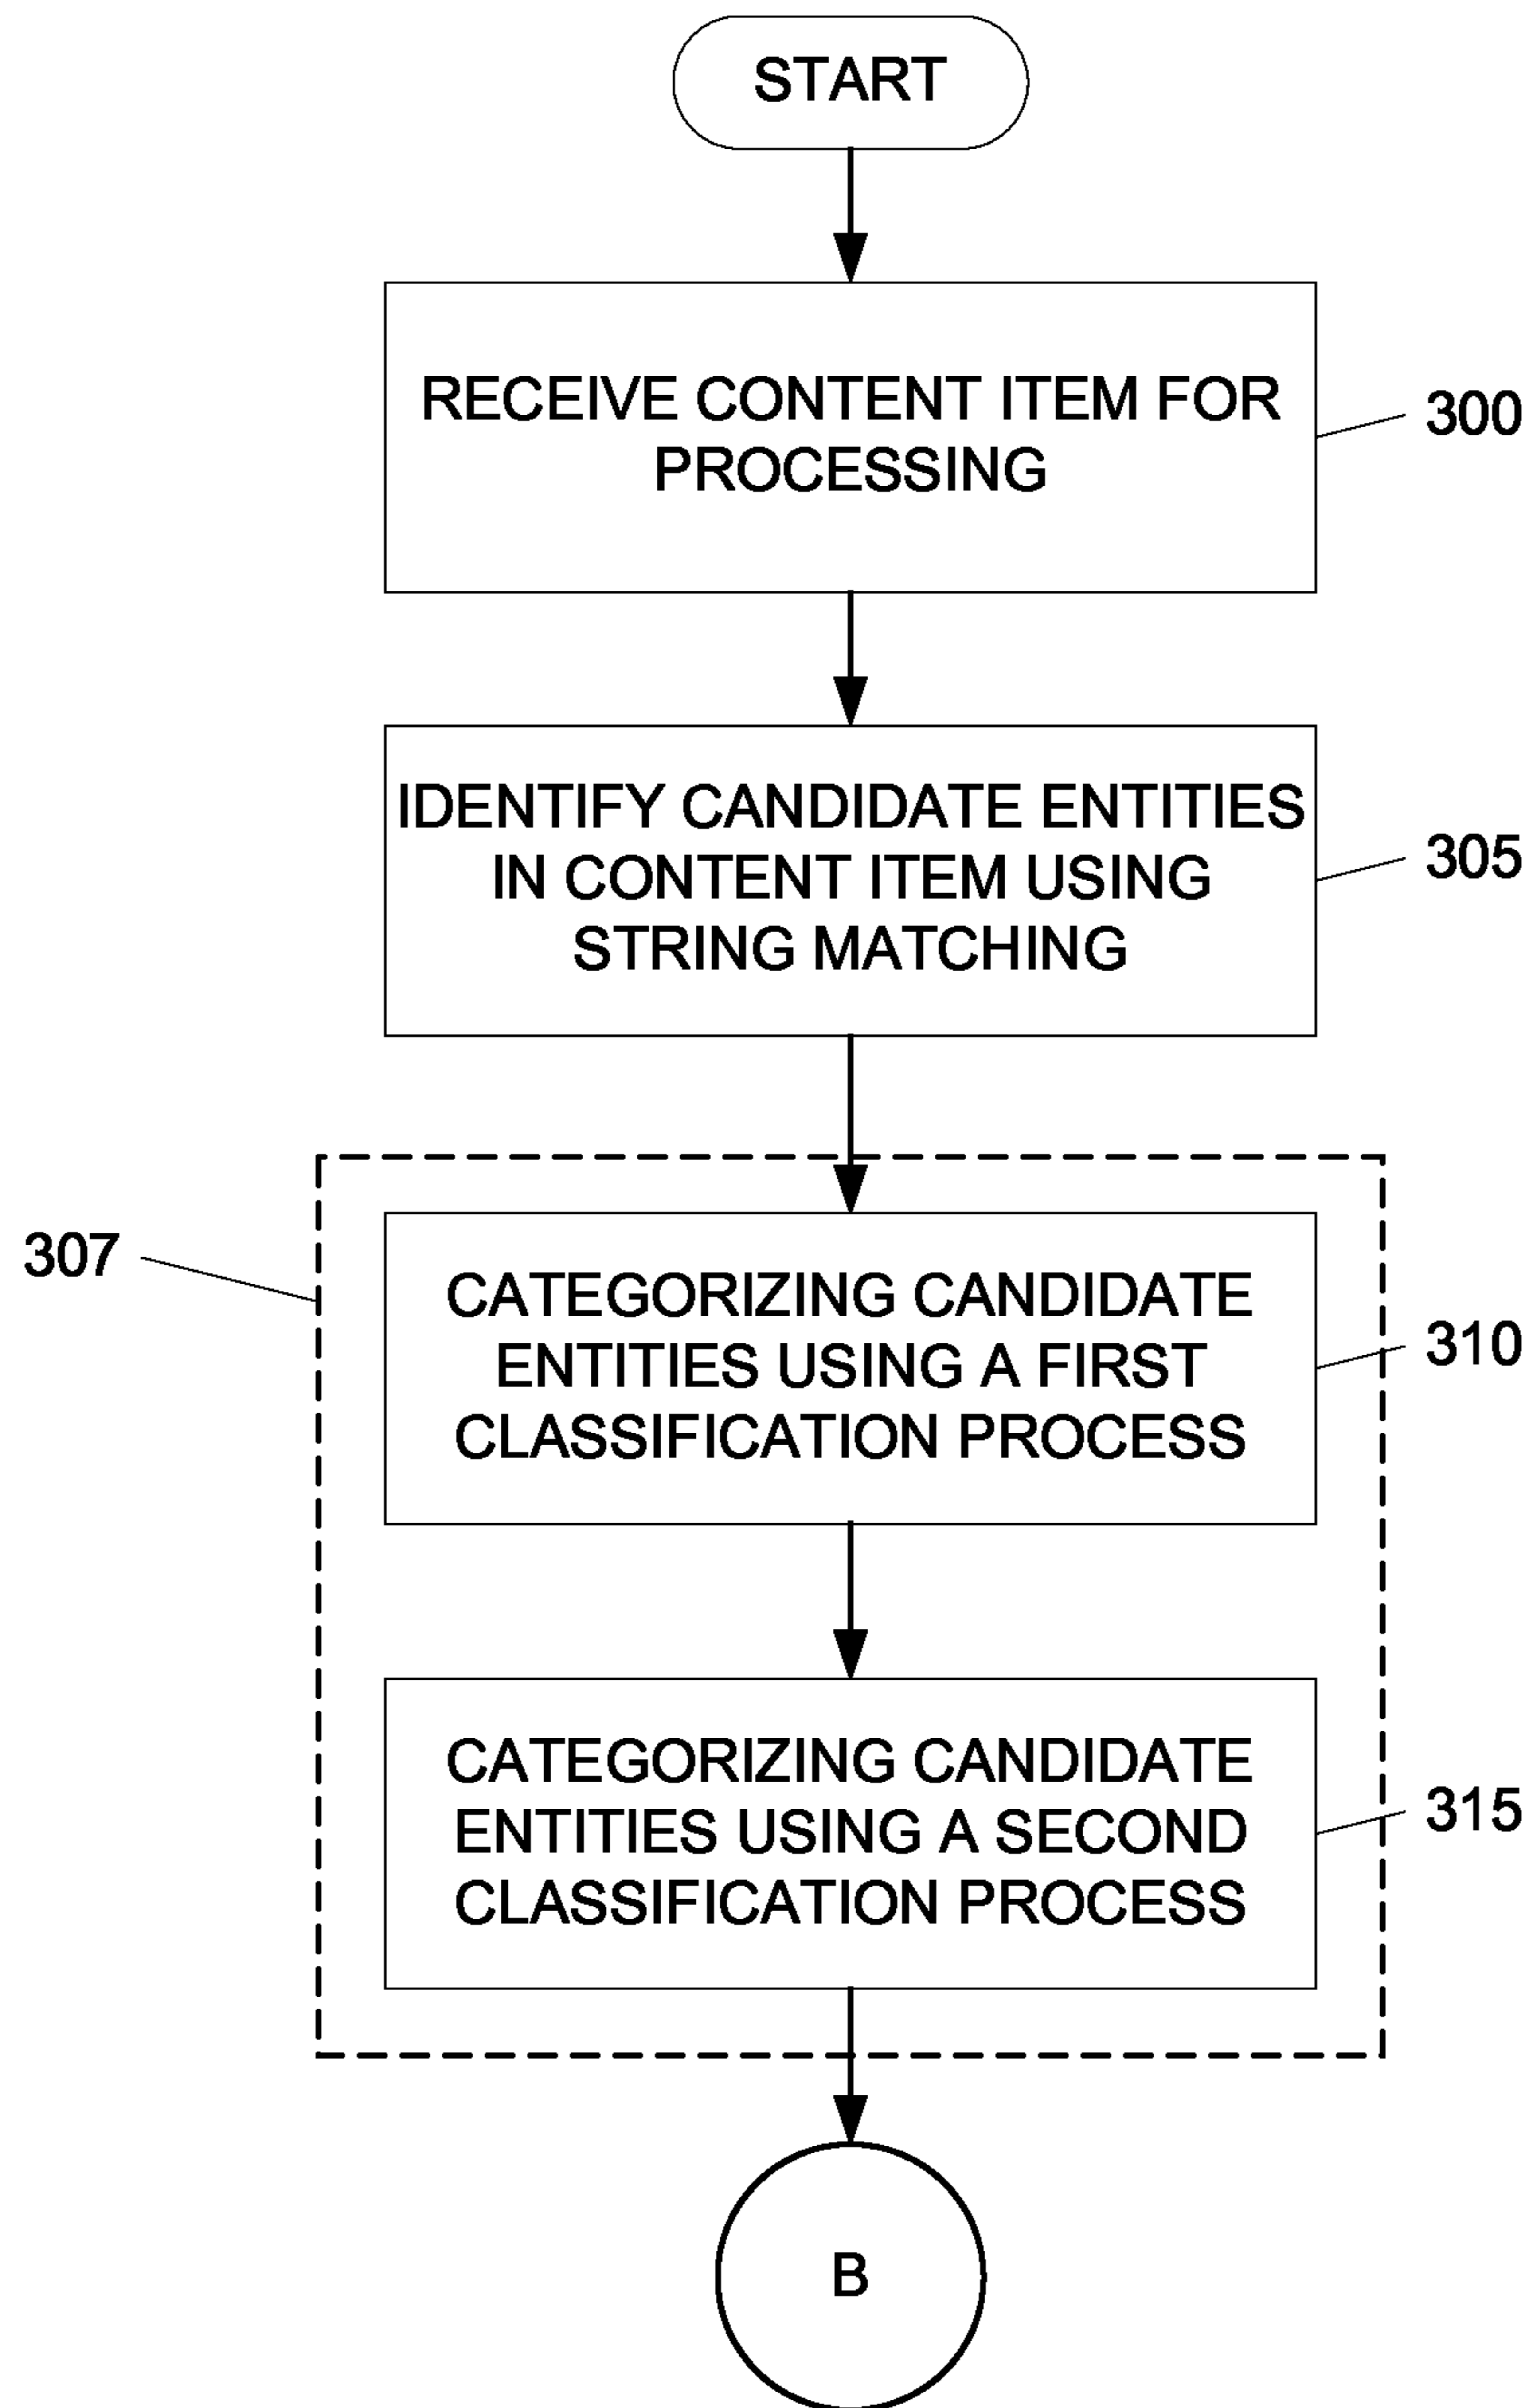 START
RECEIVE CONTENT ITEM FOR
PROCESSING
300
IDENTIFY CANDIDATE ENTITIES
IN CONTENT ITEM USING
STRING MATCHING
305
307
CATEGORIZING CANDIDATE
ENTITIES USING A FIRST
CLASSIFICATION PROCESS
310
CATEGORIZING CANDIDATE
ENTITIES USING A SECOND
CLASSIFICATION PROCESS
315
B